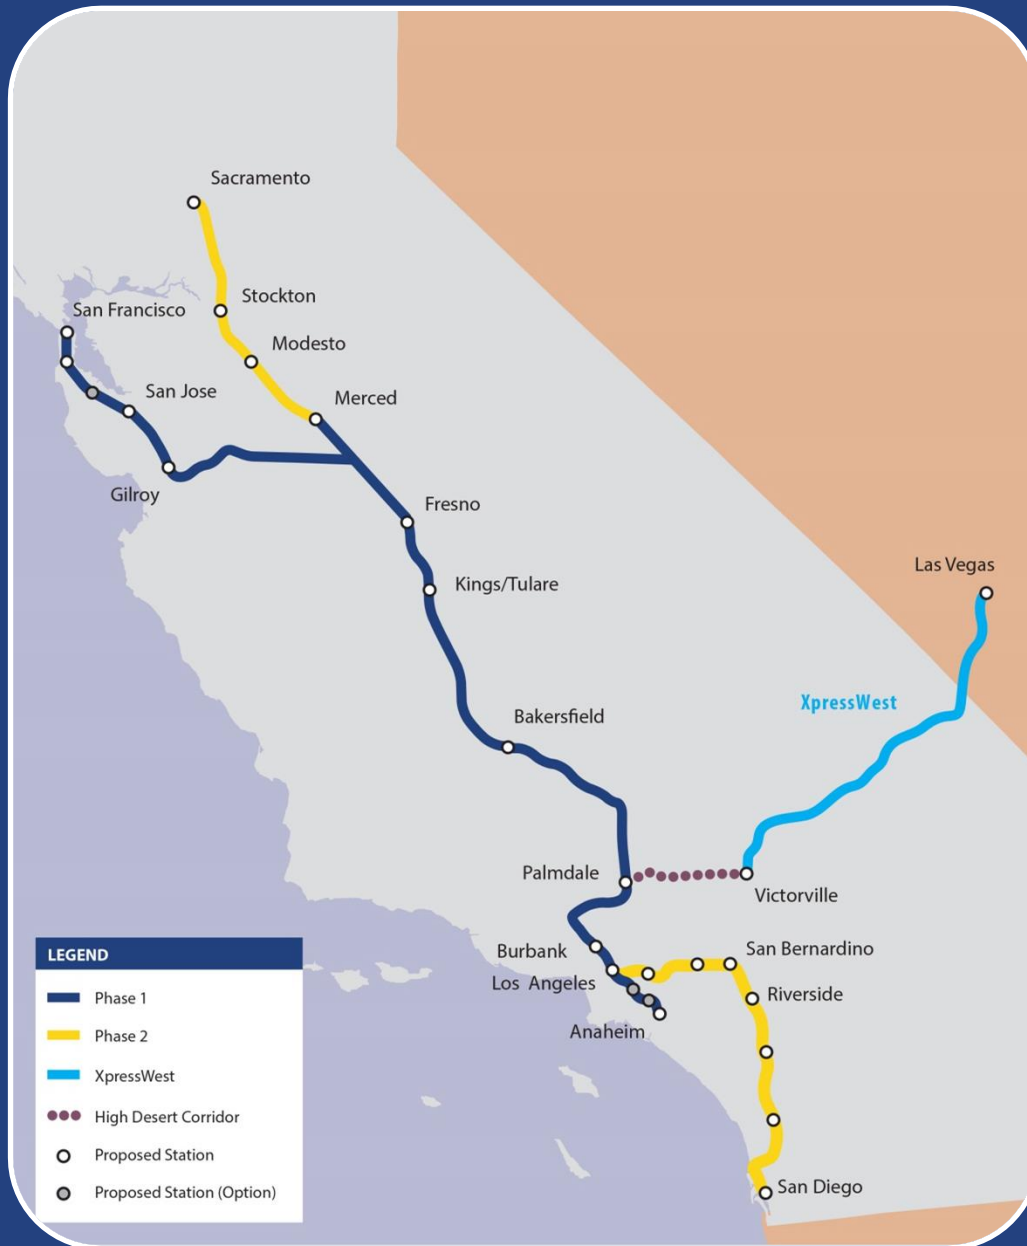 Sacramento
Stockton
San Francisco
Modesto
San Jose
Merced
Gilroy
Fresno
Las Vegas
Kings/Tulare
XpressWest
Bakersfield
Palmdale
Victorville
Burbank
San Bernardino
Los Angeles
Riverside
Anaheim
San Diego
LEGEND
Phase 1
Phase 2
XpressWest
High Desert Corridor
Proposed Station
Proposed Station (Option)